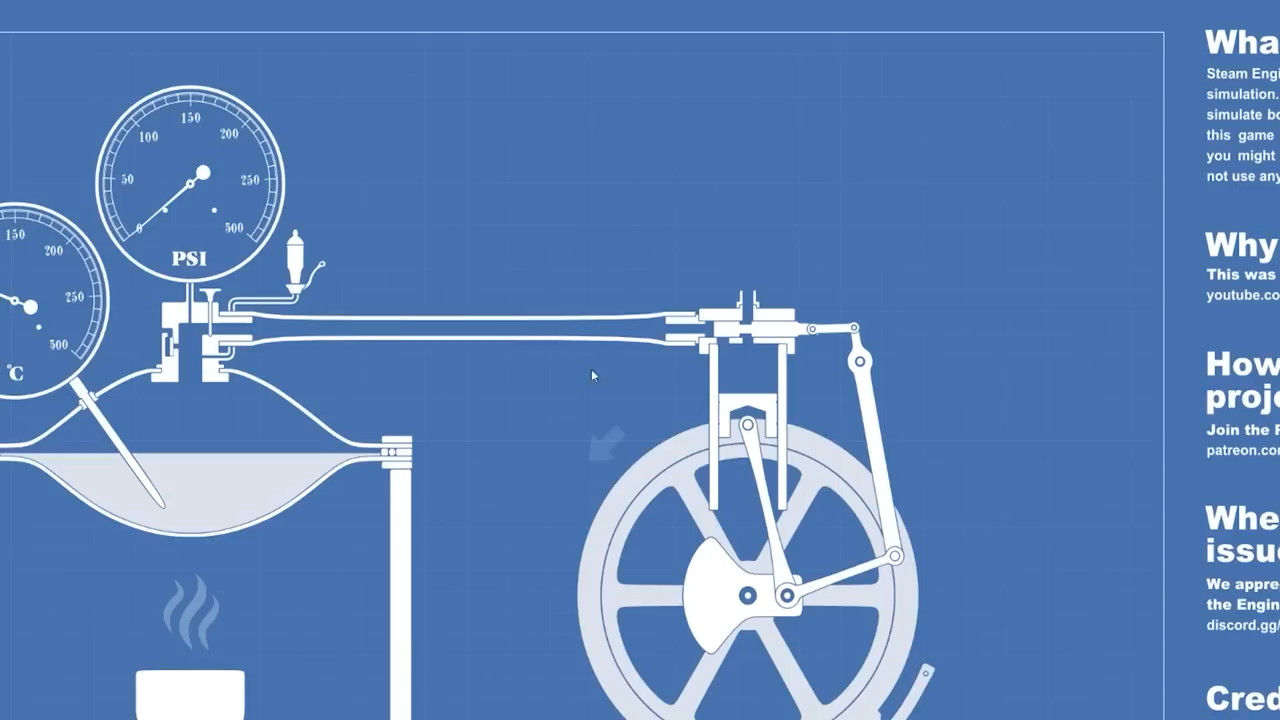 150
100
200
50
250
0
500
PSI
150
200
250
500
°C
Wha
Steam Engi
simulation.
simulate bo
this game
you might
not use any
Why
This was
youtube.co
How
proje
Join the F
patreon.com
Whe
issue
We appre
the Engin
discord.gg/
Cred